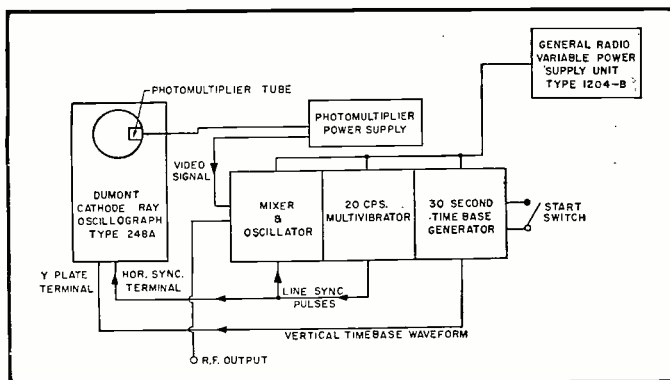 GENERAL RADIO
VARIABLE POWER
SUPPLY UNIT
TYPE 1204-B
PHOTOMULTIPLIER TUBE
PHOTOMULTIPLIER
POWER SUPPLY
VIDEO
SIGNAL
DUMONT
CATHODE RAY
OSCILLOGRAPH
TYPE 248A
MIXER
&
OSCILLATOR
20 CPS.
MULTIVIBRATOR
30 SECOND
TIME BASE
GENERATOR
START
SWITCH
Y PLATE
TERMINAL
HOR. SYNC.
TERMINAL
LINE SYNC
PULSES
VERTICAL TIMEBASE WAVEFORM
R.F. OUTPUT